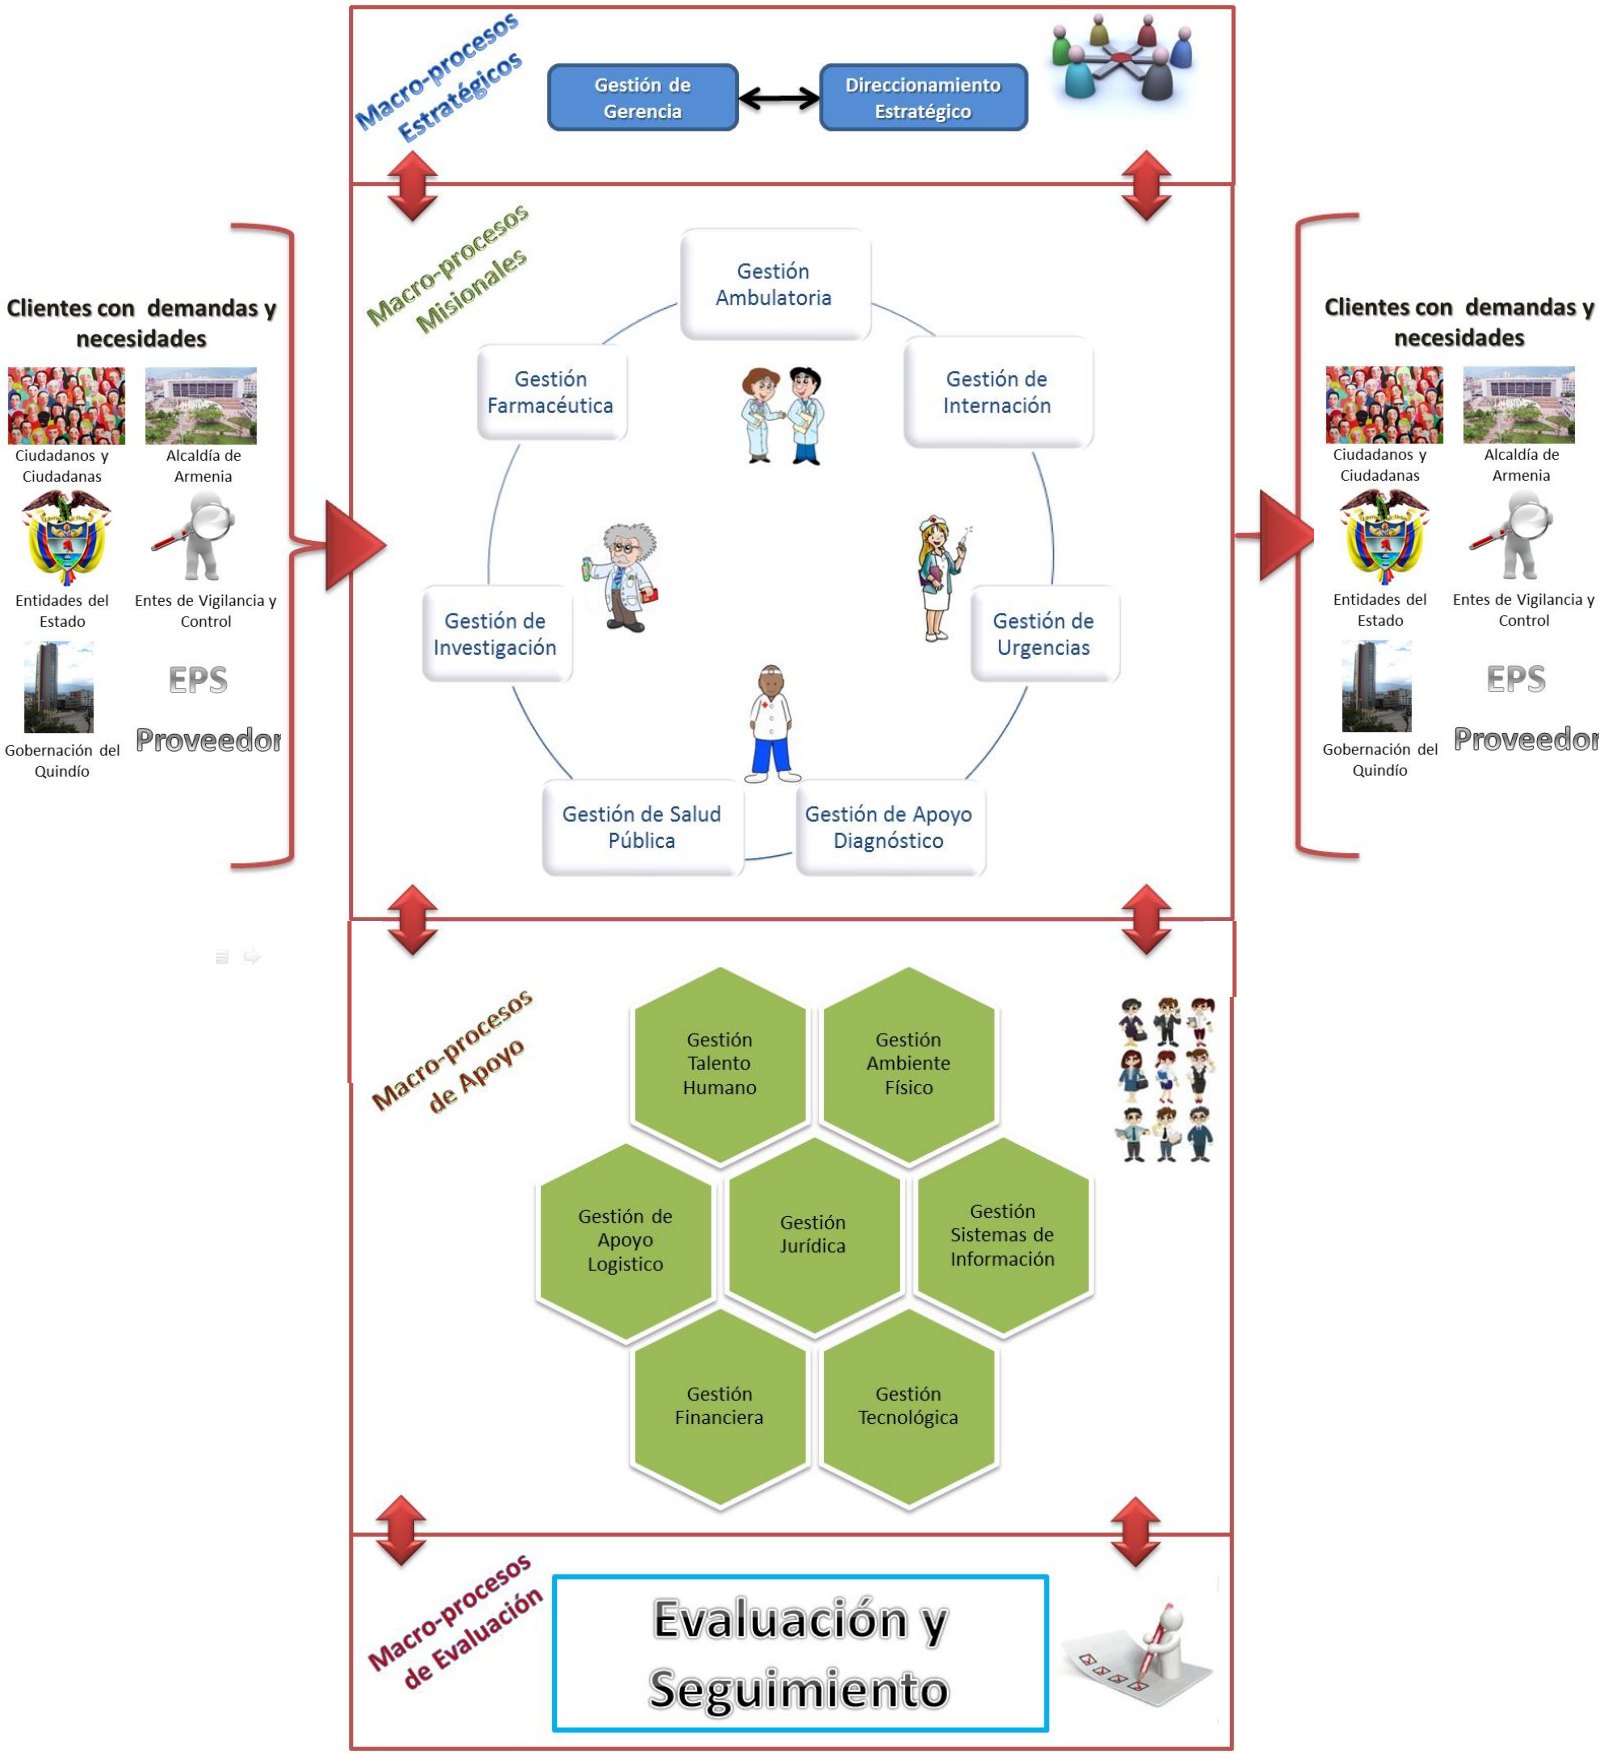 Macro-procesos
Estratégicos
Gestión de
Gerencia
Direccionamiento
Estratégico
Clientes con demandas y
necesidades
Ciudadanos y
Ciudadanas
Alcaldía de
Armenia
Entidades del
Estado
Entes de Vigilancia y
Control
Gobernación del
Quindío
EPS
Proveedor
Macro-procesos
Misionales
Gestión
Ambulatoria
Gestión
Farmacéutica
Gestión de
Internación
Gestión de
Investigación
Gestión de
Urgencias
Gestión de Salud
Pública
Gestión de Apoyo
Diagnóstico
Clientes con demandas y
necesidades
Ciudadanos y
Ciudadanas
Alcaldía de
Armenia
Entidades del
Estado
Entes de Vigilancia y
Control
Gobernación del
Quindío
EPS
Proveedor
Macro-procesos
de Apoyo
Gestión
Talento
Humano
Gestión
Ambiente
Físico
Gestión de
Apoyo
Logistico
Gestión
Jurídica
Gestión
Sistemas de
Información
Gestión
Financiera
Gestión
Tecnológica
Macro-procesos
de Evaluación
Evaluación y
Seguimiento